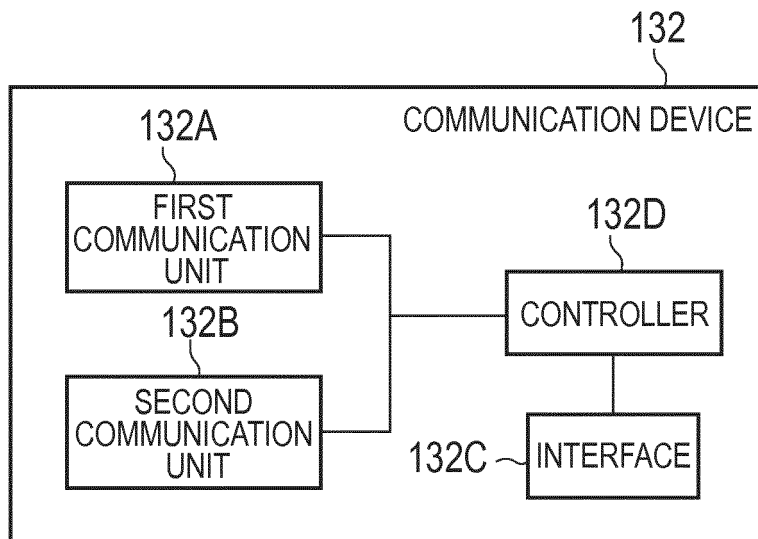 132
COMMUNICATION DEVICE
132A
FIRST
COMMUNICATION
UNIT
132D
CONTROLLER
132B
SECOND
COMMUNICATION
UNIT
132C
INTERFACE